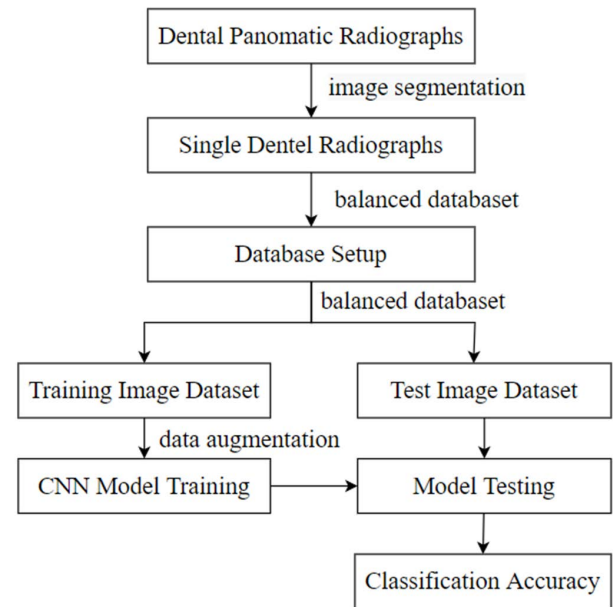 Dental Panomatic Radiographs
image segmentation
Single Dentel Radiographs
balanced databaset
Database Setup
balanced databaset
Training Image Dataset
Test Image Dataset
data augmentation
CNN Model Training
Model Testing
Classification Accuracy